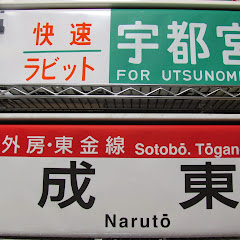 快速
ラビット
宇都宮
FOR UTSUNOM
外房・東金線 Sotobō. Tōgan
成東
Narutō